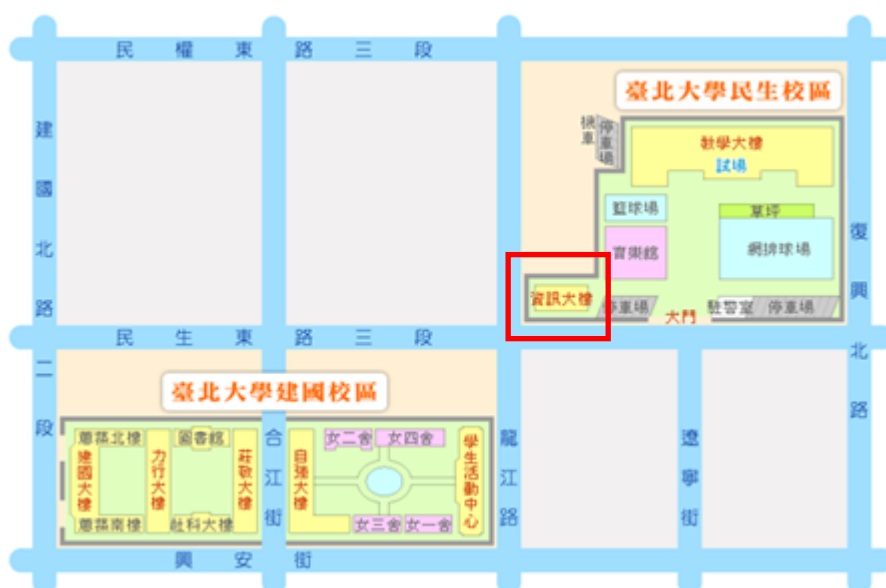 民權東路三段
臺北大學民生校區
建國北路二段
機車停車場
教學大樓
試場
籃球場
草坪
育樂館
網排球場
復興北路
資訊大樓
停車場
大門
駐警室
停車場
民生東路三段
臺北大學建國校區
慈蔭北樓
圖書館
合江街
女二舍
女四舍
龍江路
遼寧街
建國大樓
力行大樓
莊敬大樓
自強大樓
學生活動中心
慈蔭南樓
社科大樓
女三舍
女一舍
興安街